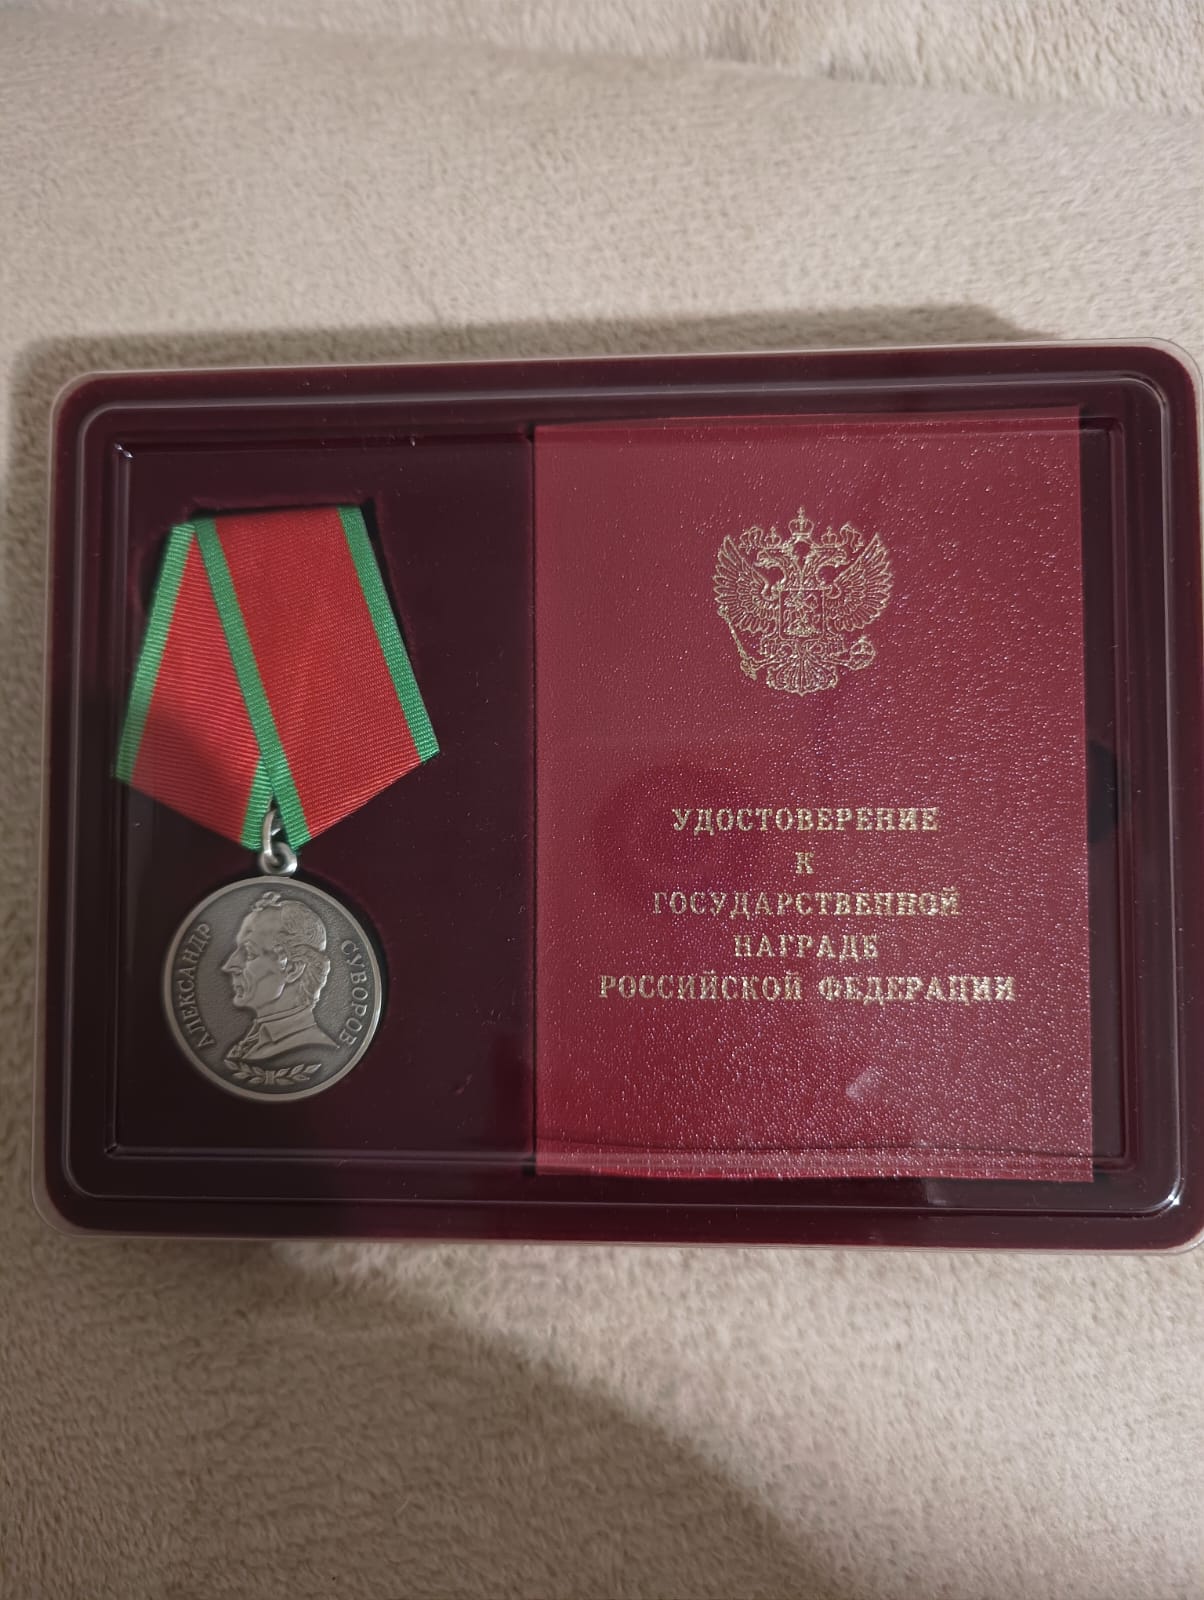 АЛЕКСАНДР СУВОРОВ
УДОСТОВЕРЕНИЕ
К
ГОСУДАРСТВЕННОЙ
НАГРАДЕ
РОССИЙСКОЙ ФЕДЕРАЦИИ